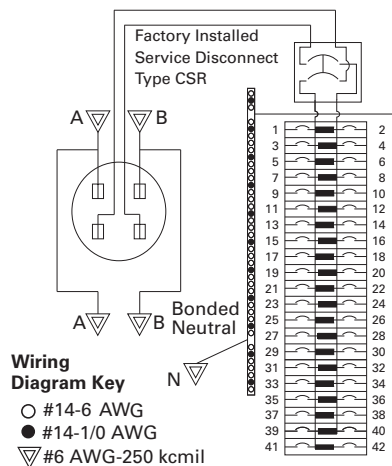 Factory Installed
Service Disconnect
Type CSR
A B
1 2
3 4
5 6
7 8
9 10
11 12
13 14
15 16
17 18
19 20
21 22
23 24
25 26
27 28
29 30
31 32
33 34
35 36
37 38
39 40
41 42
A B
Bonded
Neutral
N
Wiring
Diagram Key
#14-6 AWG
#14-1/0 AWG
#6 AWG-250 kcmil